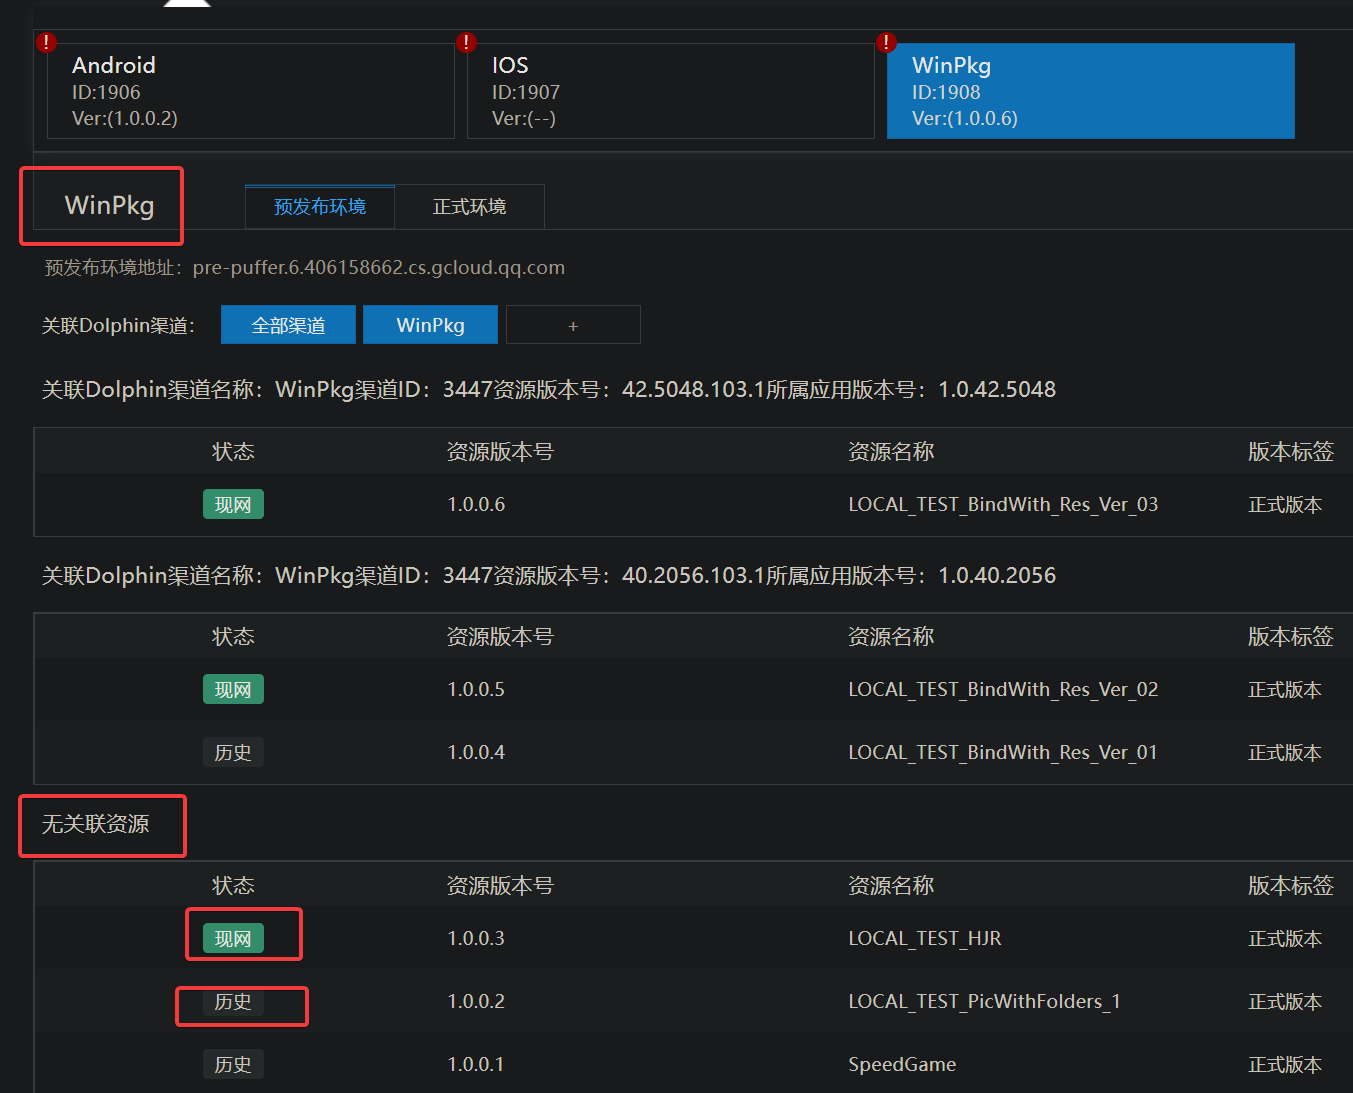 !
Android
ID:1906
Ver:(1.0.0.2)
!
IOS
ID:1907
Ver:(--)
!
WinPkg
ID:1908
Ver:(1.0.0.6)
WinPkg
预发布环境
正式环境
预发布环境地址：pre-puffer.6.406158662.cs.gcloud.qq.com
关联Dolphin渠道：
全部渠道
WinPkg
+
关联Dolphin渠道名称：WinPkg渠道ID：3447资源版本号：42.5048.103.1所属应用版本号：1.0.42.5048
状态 资源版本号 资源名称 版本标签
现网 1.0.0.6 LOCAL_TEST_BindWith_Res_Ver_03 正式版本
关联Dolphin渠道名称：WinPkg渠道ID：3447资源版本号：40.2056.103.1所属应用版本号：1.0.40.2056
状态 资源版本号 资源名称 版本标签
现网 1.0.0.5 LOCAL_TEST_BindWith_Res_Ver_02 正式版本
历史 1.0.0.4 LOCAL_TEST_BindWith_Res_Ver_01 正式版本
无关联资源
状态 资源版本号 资源名称 版本标签
现网 1.0.0.3 LOCAL_TEST_HJR 正式版本
历史 1.0.0.2 LOCAL_TEST_PicWithFolders_1 正式版本
历史 1.0.0.1 SpeedGame 正式版本